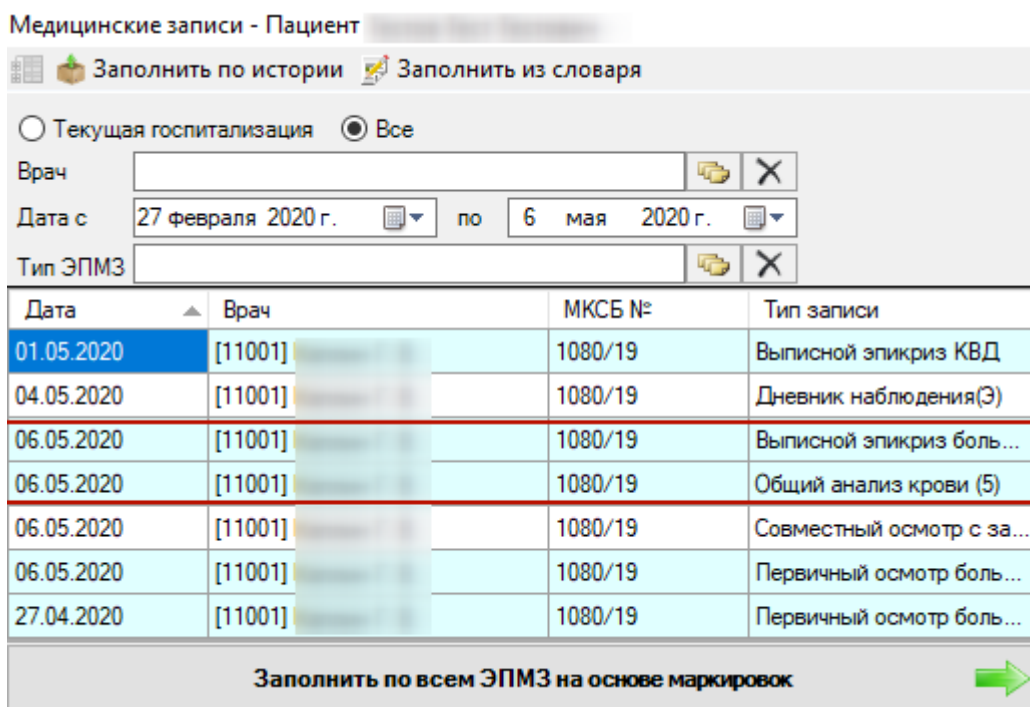 Медицинские записи - Пациент
Заполнить по истории Заполнить из словаря
Текущая госпитализация Все
Врач
Дата с 27 февраля 2020 г. по 6 мая 2020 г.
Тип ЭПМЗ
Дата Врач МКСБ № Тип записи
01.05.2020 [11001] 1080/19 Выписной эпикриз КВД
04.05.2020 [11001] 1080/19 Дневник наблюдения(Э)
06.05.2020 [11001] 1080/19 Выписной эпикриз боль...
06.05.2020 [11001] 1080/19 Общий анализ крови (5)
06.05.2020 [11001] 1080/19 Совместный осмотр с за...
06.05.2020 [11001] 1080/19 Первичный осмотр боль...
27.04.2020 [11001] 1080/19 Первичный осмотр боль...
Заполнить по всем ЭПМЗ на основе маркировок